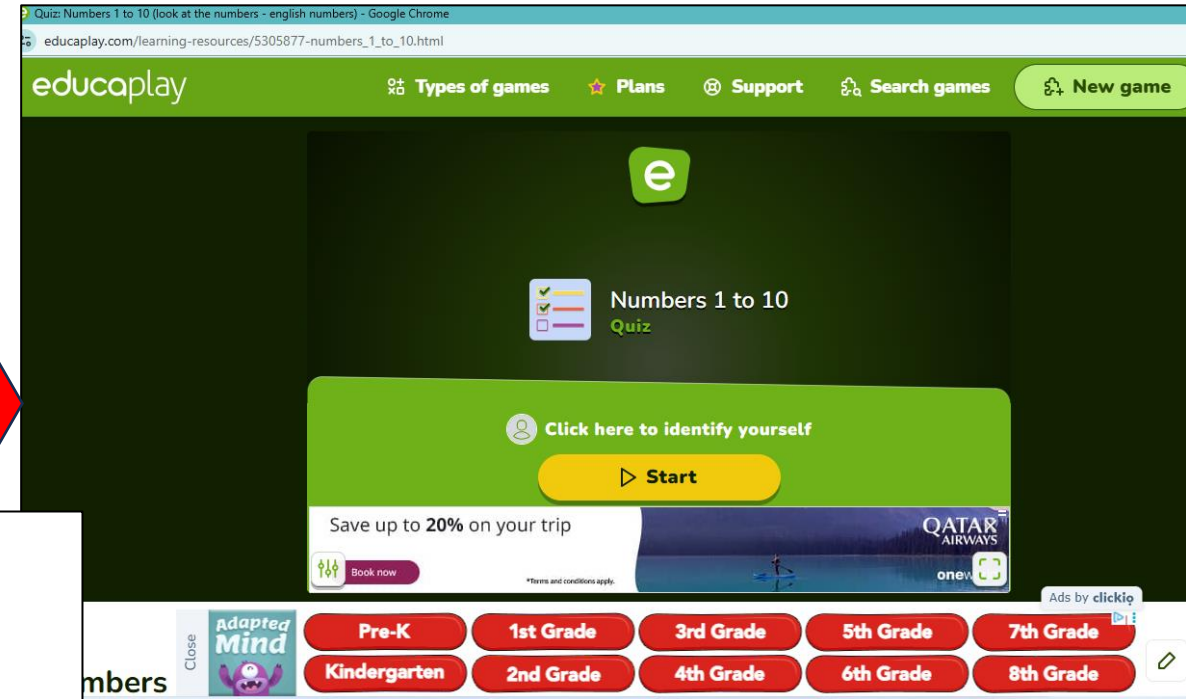 Quiz: Numbers 1 to 10 (look at the numbers - english numbers) - Google Chrome
educaplay.com/learning-resources/5305877-numbers_1_to_10.html
educaplay
Types of games
Plans
Support
Search games
New game
e
Numbers 1 to 10
Quiz
Click here to identify yourself
Start
Save up to 20% on your trip
Book now
*Terms and conditions apply.
QATAR
AIRWAYS
onew
Ads by clickio
Close
Adapted
Mind
Pre-K
1st Grade
3rd Grade
5th Grade
7th Grade
Kindergarten
2nd Grade
4th Grade
6th Grade
8th Grade
mbers